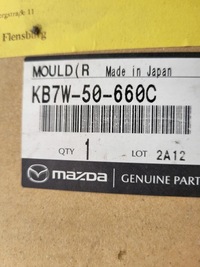 Flensburg
MOULD(R Made in Japan
KB7W-50-660C
QTY 1 LOT 2A12
mazda GENUINE PART